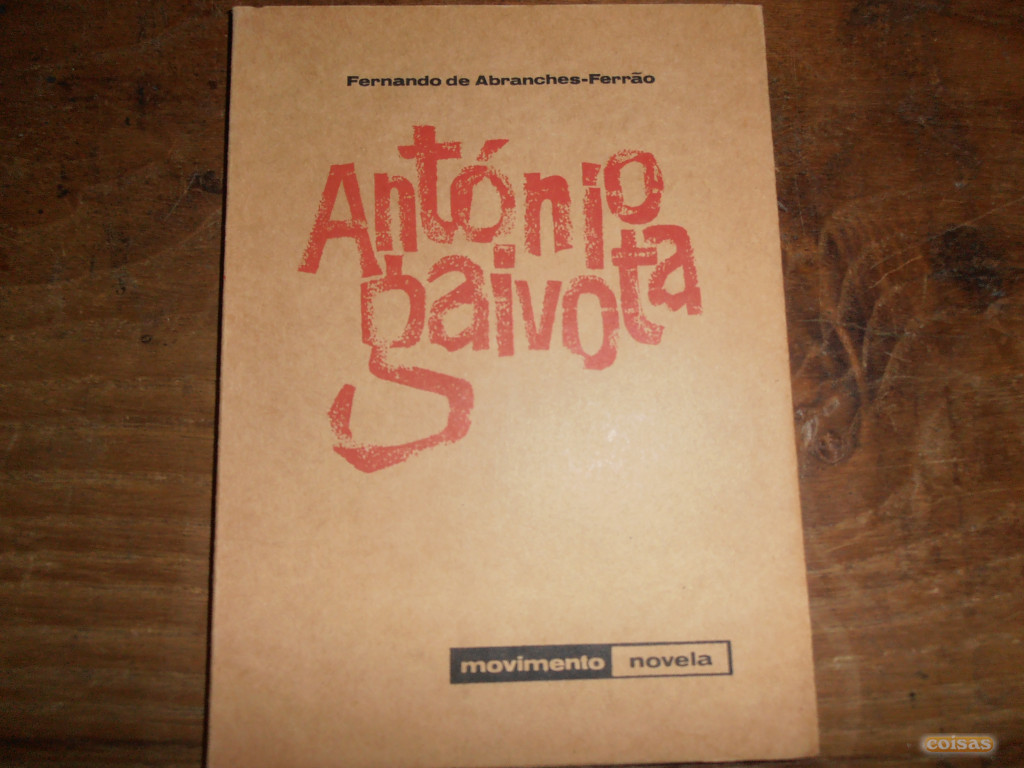 Fernando de Abranches-Ferrão
António
gaivota
movimento novela
coisas